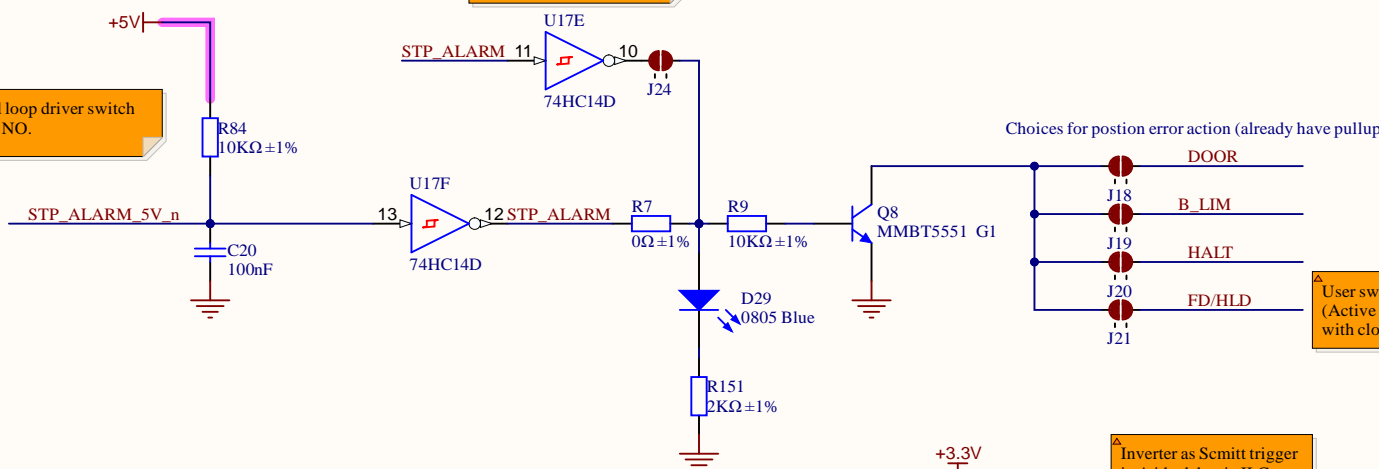 +5V
U17E
STP_ALARM
11
10
J24
74HC14D
loop driver switch
NO.
R84
10KΩ ±1%
Choices for postion error action (already have pullup
DOOR
J18
U17F
STP_ALARM_5V_n
13
12
STP_ALARM
R7
0Ω ±1%
R9
10KΩ ±1%
Q8
MMBT5551 G1
B_LIM
J19
C20
100nF
74HC14D
HALT
J20
D29
0805 Blue
FD/HLD
J21
User sw
(Active
with clo
R151
2KΩ ±1%
+3.3V
Inverter as Scmitt trigger